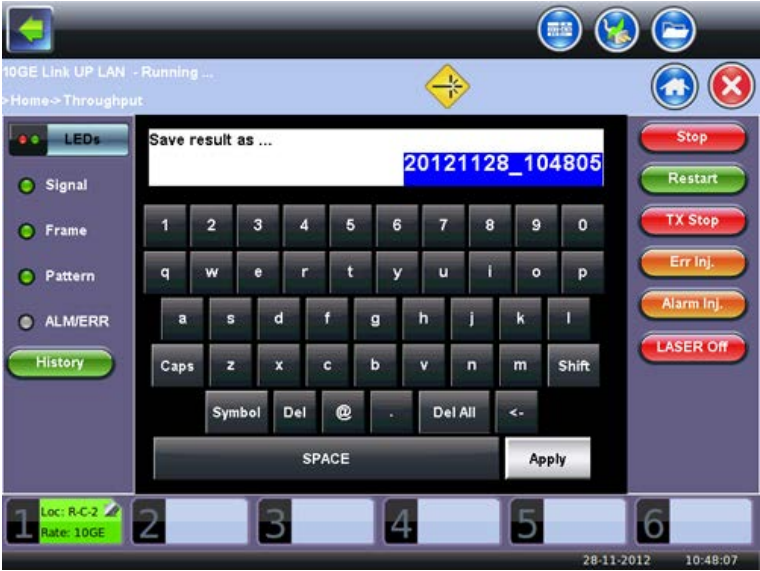 10GE Link UP LAN - Running ...
>Home->Throughput
LEDs
Signal
Frame
Pattern
ALM/ERR
History
Save result as ...
20121128_104805
1 2 3 4 5 6 7 8 9 0
q w e r t y u i o p
a s d f g h j k l
Caps z x c b v n m Shift
Symbol Del @ . Del All <-
SPACE Apply
Stop
Restart
TX Stop
Err Inj.
Alarm Inj.
LASER Off
1 Loc: R-C-2
Rate: 10GE
2 3 4 5 6
28-11-2012 10:48:07